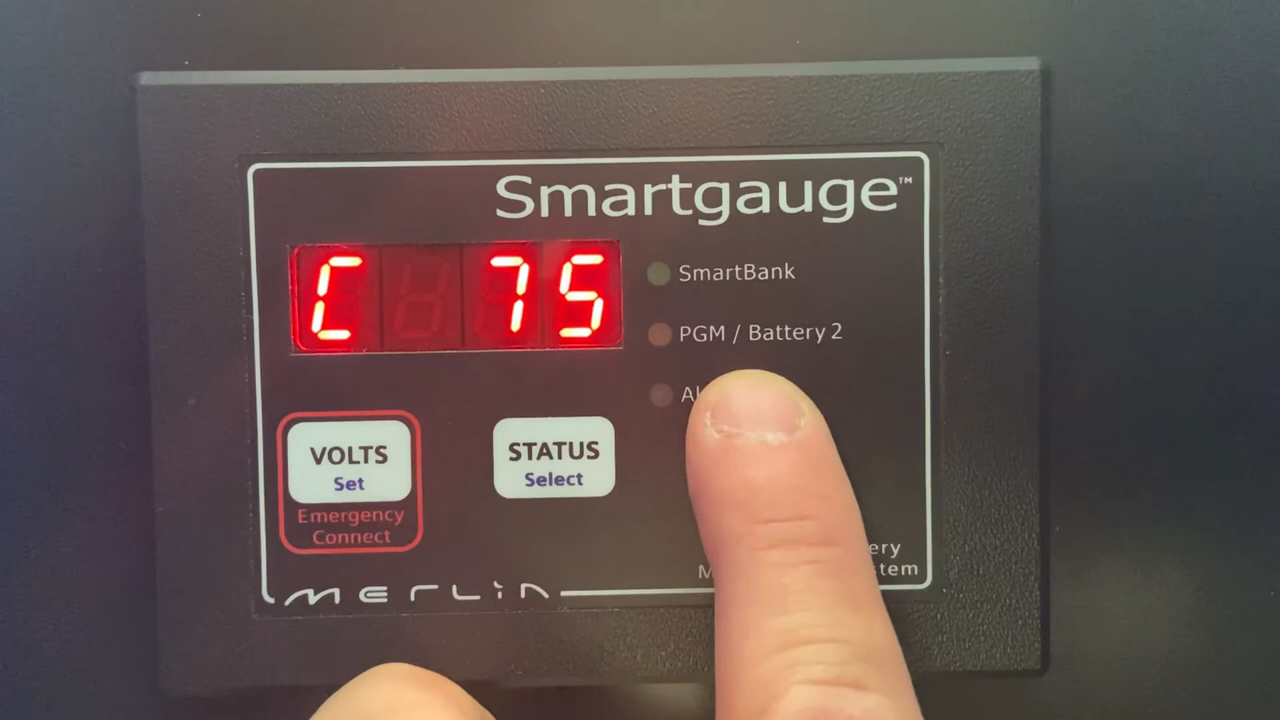 Smartgauge™
C 75
SmartBank
PGM / Battery 2
VOLTS
Set
STATUS
Select
Emergency
Connect
merlin